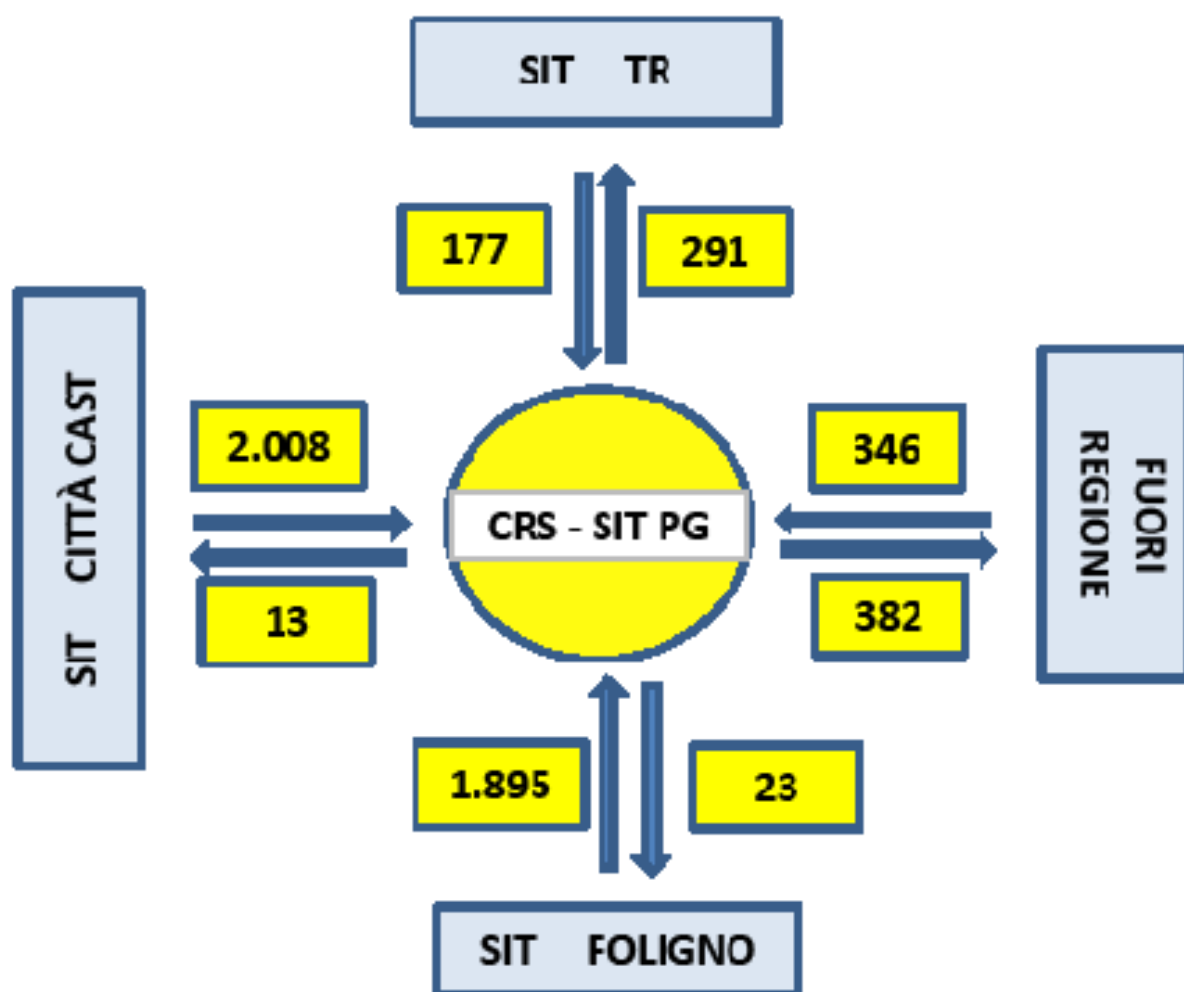 SIT TR
177
291
SIT CITTÀ CAST
2.008
346
FUORI
REGIONE
CRS - SIT PG
13
382
1.895
23
SIT FOLIGNO